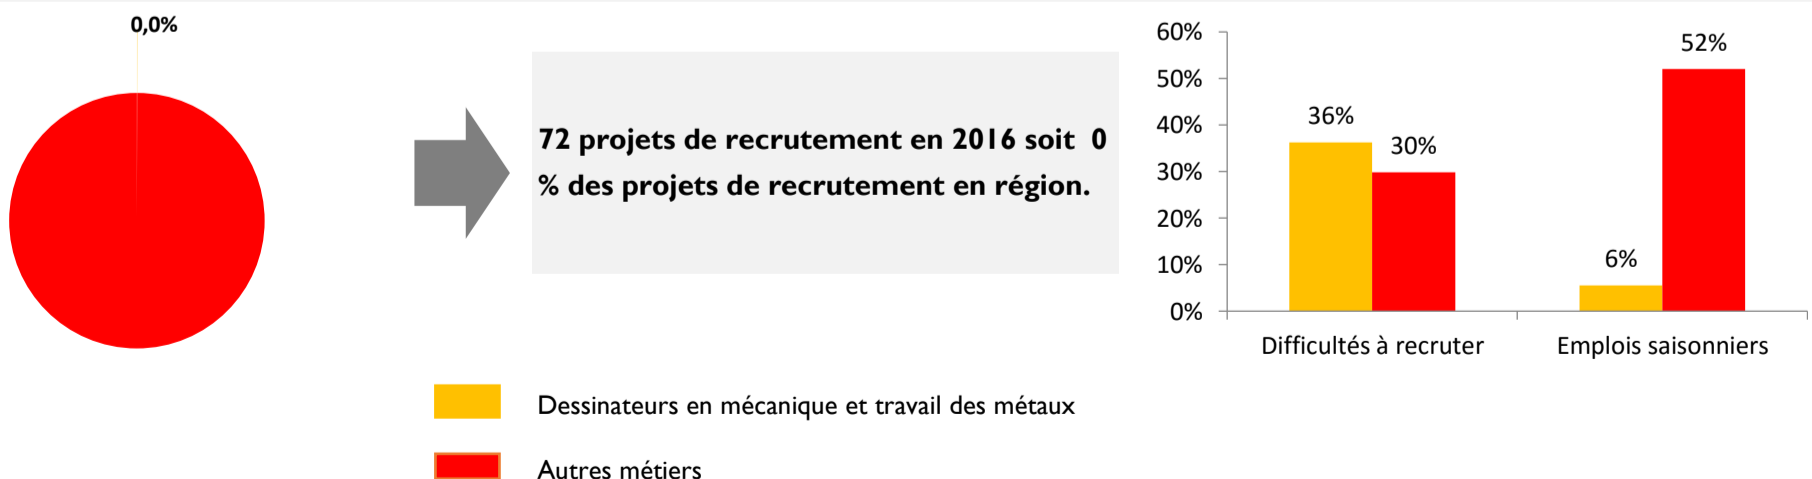 0,0%
72 projets de recrutement en 2016 soit  0
% des projets de recrutement en région.
60%
50%
40%
30%
20%
10%
0%
36%
30%
6%
52%
Difficultés à recruter
Emplois saisonniers
Dessinateurs en mécanique et travail des métaux
Autres métiers